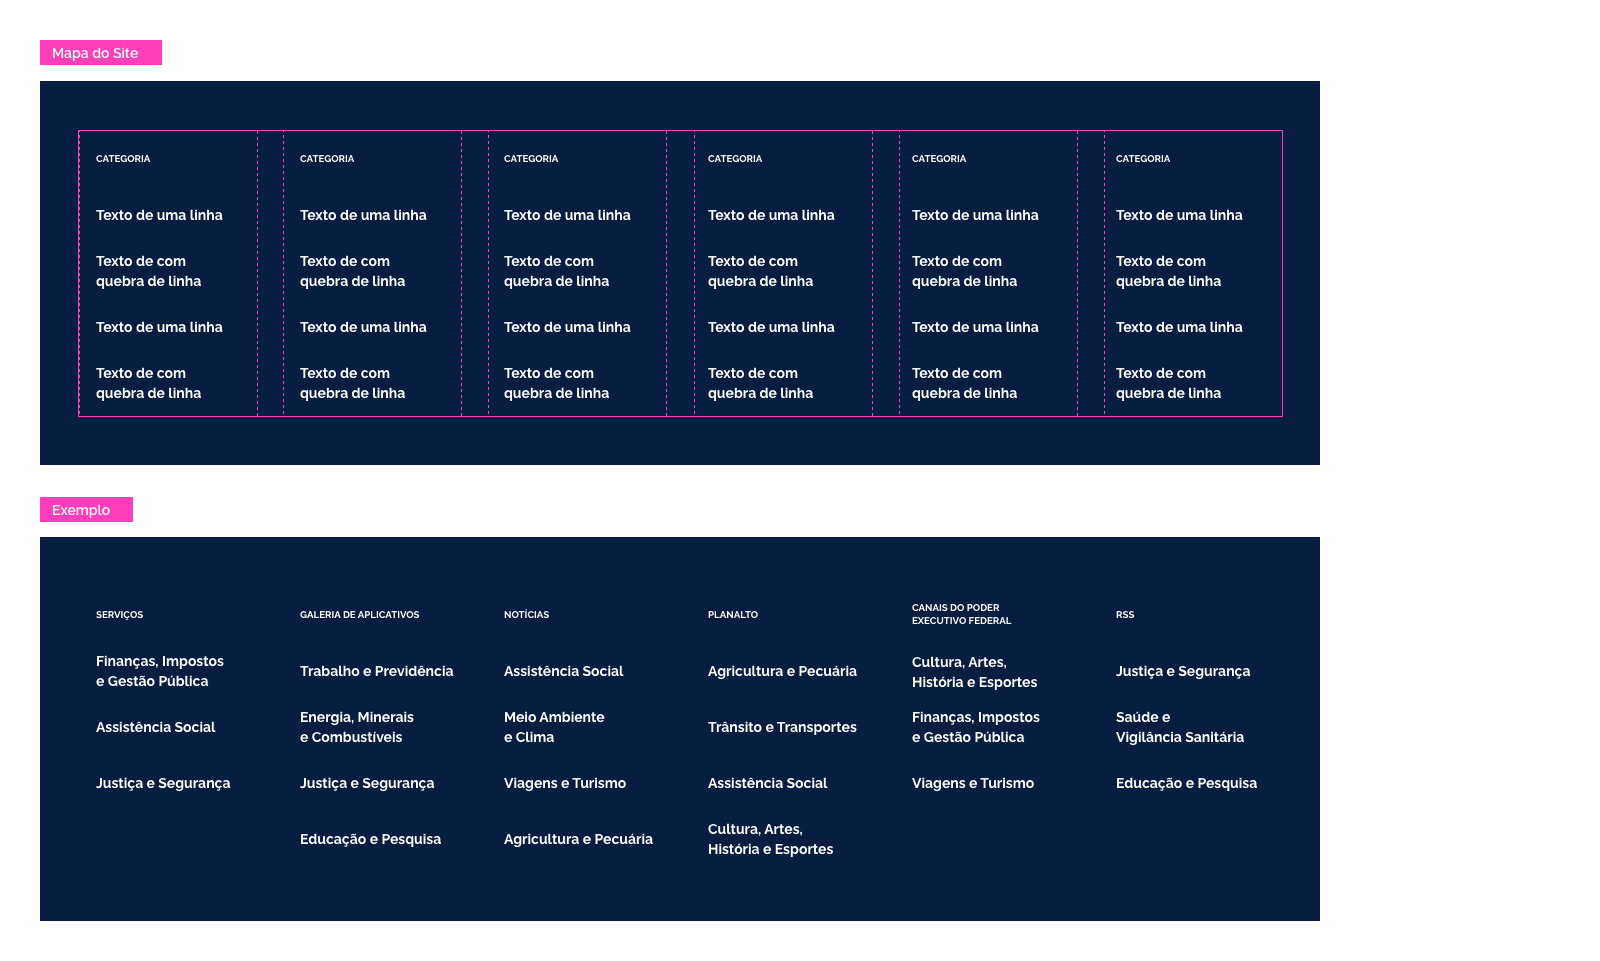 Mapa do Site
CATEGORIA
Texto de uma linha
Texto de com
quebra de linha
Texto de uma linha
Texto de com
quebra de linha
CATEGORIA
Texto de uma linha
Texto de com
quebra de linha
Texto de uma linha
Texto de com
quebra de linha
CATEGORIA
Texto de uma linha
Texto de com
quebra de linha
Texto de uma linha
Texto de com
quebra de linha
CATEGORIA
Texto de uma linha
Texto de com
quebra de linha
Texto de uma linha
Texto de com
quebra de linha
CATEGORIA
Texto de uma linha
Texto de com
quebra de linha
Texto de uma linha
Texto de com
quebra de linha
CATEGORIA
Texto de uma linha
Texto de com
quebra de linha
Texto de uma linha
Texto de com
quebra de linha
Exemplo
SERVIÇOS
Finanças, Impostos
e Gestão Pública
Assistência Social
Justiça e Segurança
GALERIA DE APLICATIVOS
Trabalho e Previdência
Energia, Minerais
e Combustíveis
Justiça e Segurança
Educação e Pesquisa
NOTÍCIAS
Assistência Social
Meio Ambiente
e Clima
Viagens e Turismo
Agricultura e Pecuária
PLANALTO
Agricultura e Pecuária
Trânsito e Transportes
Assistência Social
Cultura, Artes,
História e Esportes
CANAIS DO PODER
EXECUTIVO FEDERAL
Cultura, Artes,
História e Esportes
Finanças, Impostos
e Gestão Pública
Viagens e Turismo
RSS
Justiça e Segurança
Saúde e
Vigilância Sanitária
Educação e Pesquisa